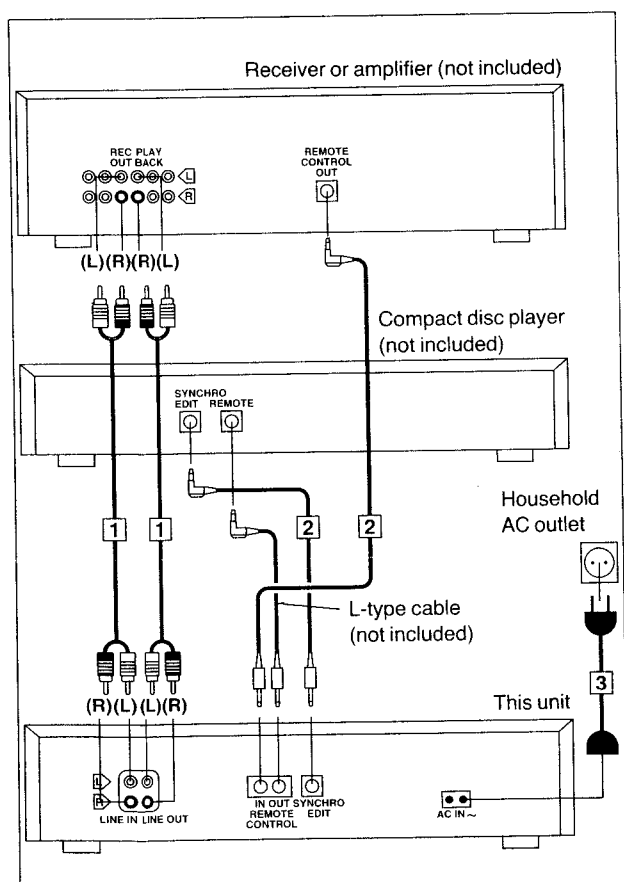 Receiver or amplifier (not included)
REC PLAY
OUT BACK
L
R
REMOTE
CONTROL
OUT
(L)(R)(R)(L)
Compact disc player
(not included)
SYNCHRO
EDIT REMOTE
Household
AC outlet
1 1 2 2
L-type cable
(not included)
3
This unit
(R)(L)(L)(R)
L
R
LINE IN LINE OUT
IN OUT SYNCHRO
REMOTE EDIT
CONTROL
AC IN ~